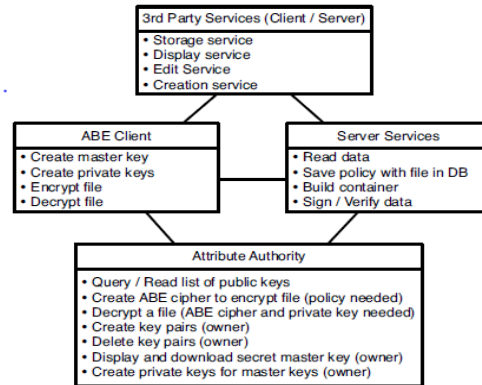 3rd Party Services (Client / Server)
• Storage service
• Display service
• Edit Service
• Creation service
ABE Client
• Create master key
• Create private keys
• Encrypt file
• Decrypt file
Server Services
• Read data
• Save policy with file in DB
• Build container
• Sign / Verify data
Attribute Authority
• Query / Read list of public keys
• Create ABE cipher to encrypt file (policy needed)
• Decrypt a file (ABE cipher and private key needed)
• Create key pairs (owner)
• Delete key pairs (owner)
• Display and download secret master key (owner)
• Create private keys for master keys (owner)